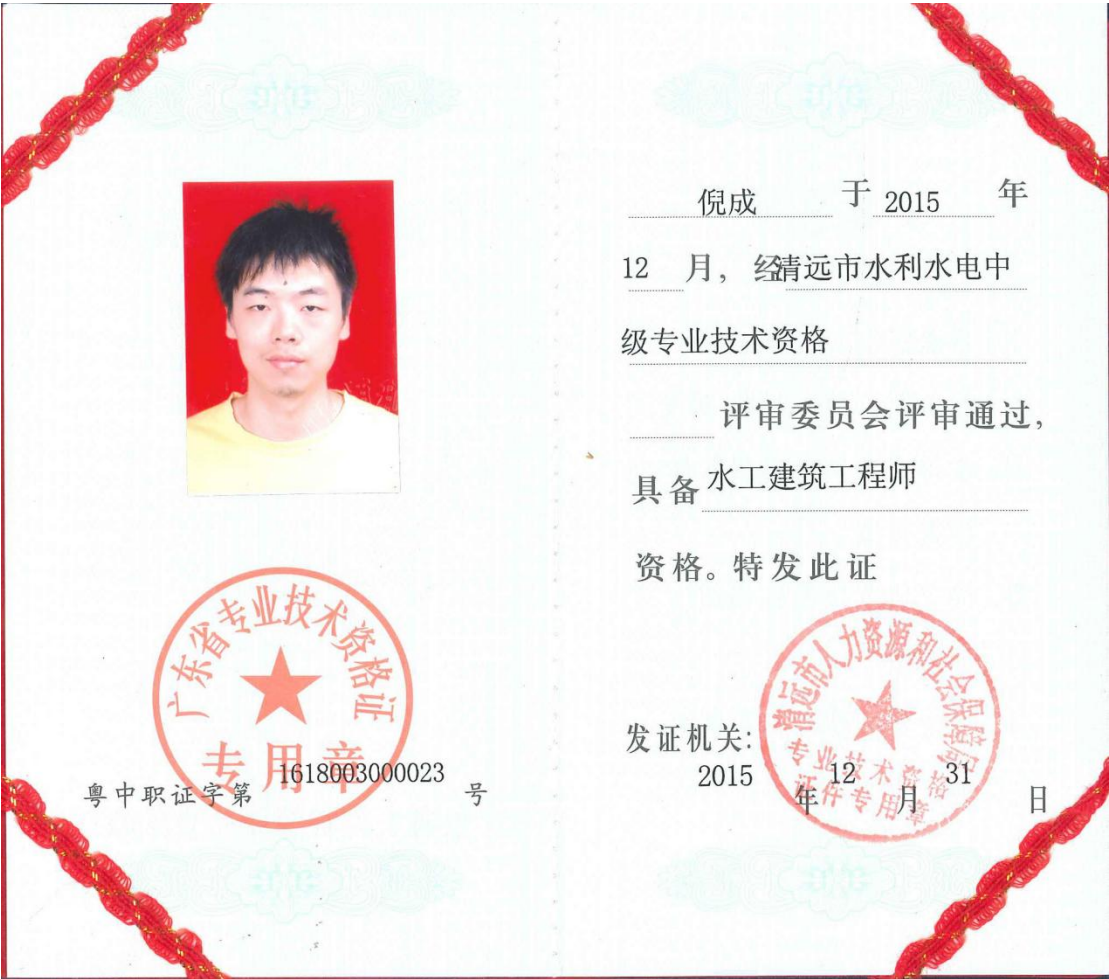 广东省专业技术资格证
专用章
粤中职证字第 1618003000023 号
倪成 于 2015 年
12 月，经清远市水利水电中
级专业技术资格
评审委员会评审通过，
具备 水工建筑工程师
资格。特发此证
清远市人力资源和社会保障局
专业技术资格
证件专用章
发证机关：
2015 年 12 月 31 日